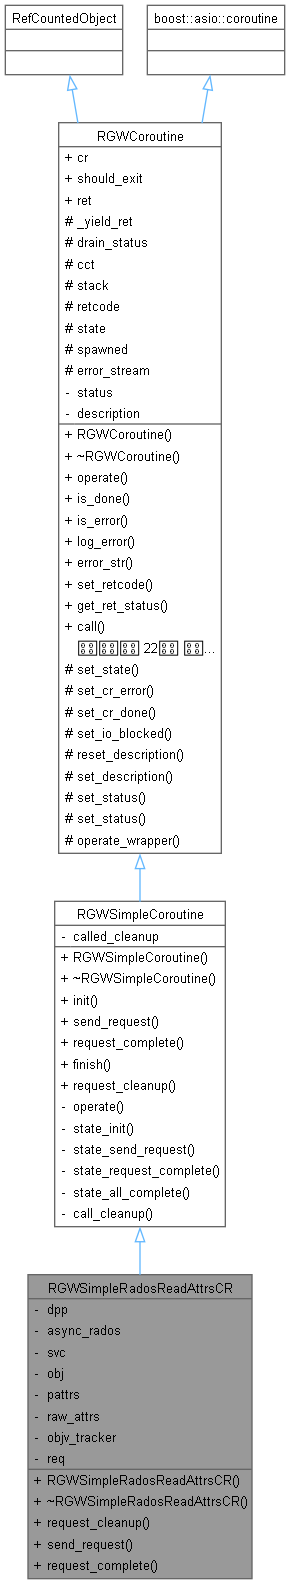 RefCountedObject
boost::asio::coroutine
RGWCoroutine
+ cr
+ should_exit
+ ret
# _yield_ret
# drain_status
# cct
# stack
# retcode
# state
# spawned
# error_stream
- status
- description
+ RGWCoroutine()
+ ~RGWCoroutine()
+ operate()
+ is_done()
+ is_error()
+ log_error()
+ error_str()
+ set_retcode()
+ get_ret_status()
+ call()
22 ...
# set_state()
# set_cr_error()
# set_cr_done()
# set_io_blocked()
# reset_description()
# set_description()
# set_status()
# set_status()
# operate_wrapper()
RGWSimpleCoroutine
- called_cleanup
+ RGWSimpleCoroutine()
+ ~RGWSimpleCoroutine()
+ init()
+ send_request()
+ request_complete()
+ finish()
+ request_cleanup()
- operate()
- state_init()
- state_send_request()
- state_request_complete()
- state_all_complete()
- call_cleanup()
RGWSimpleRadosReadAttrsCR
- dpp
- async_rados
- svc
- obj
- pattrs
- raw_attrs
- objv_tracker
- req
+ RGWSimpleRadosReadAttrsCR()
+ ~RGWSimpleRadosReadAttrsCR()
+ request_cleanup()
+ send_request()
+ request_complete()